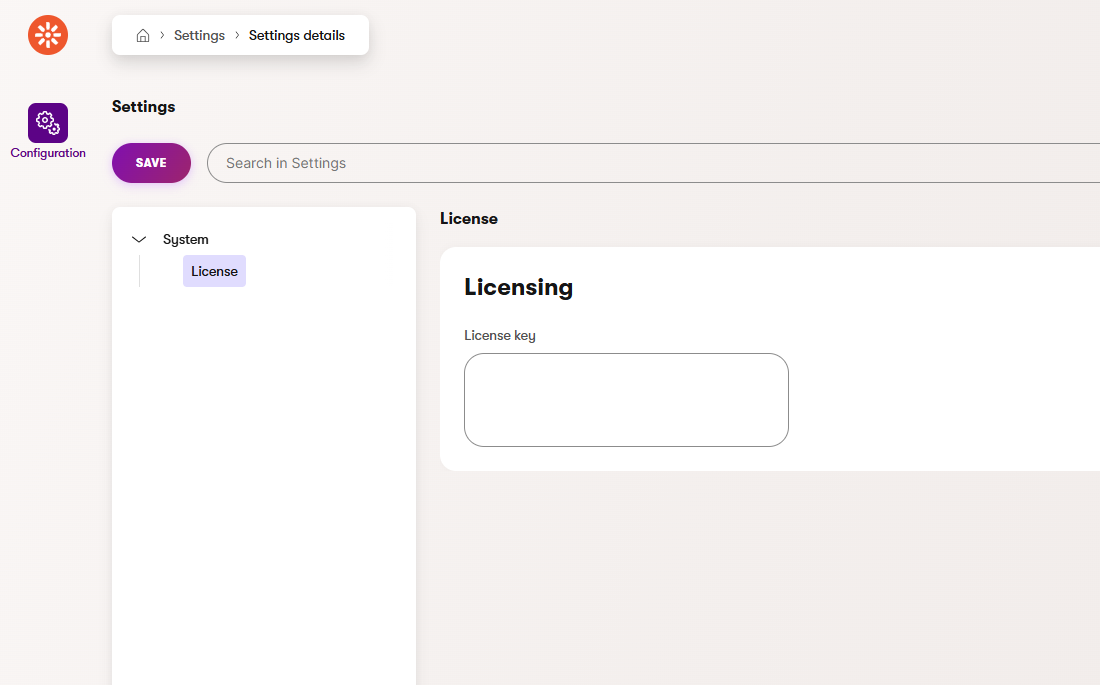 Settings > Settings details
Settings
Configuration
SAVE
Search in Settings
System
License
License
Licensing
License key